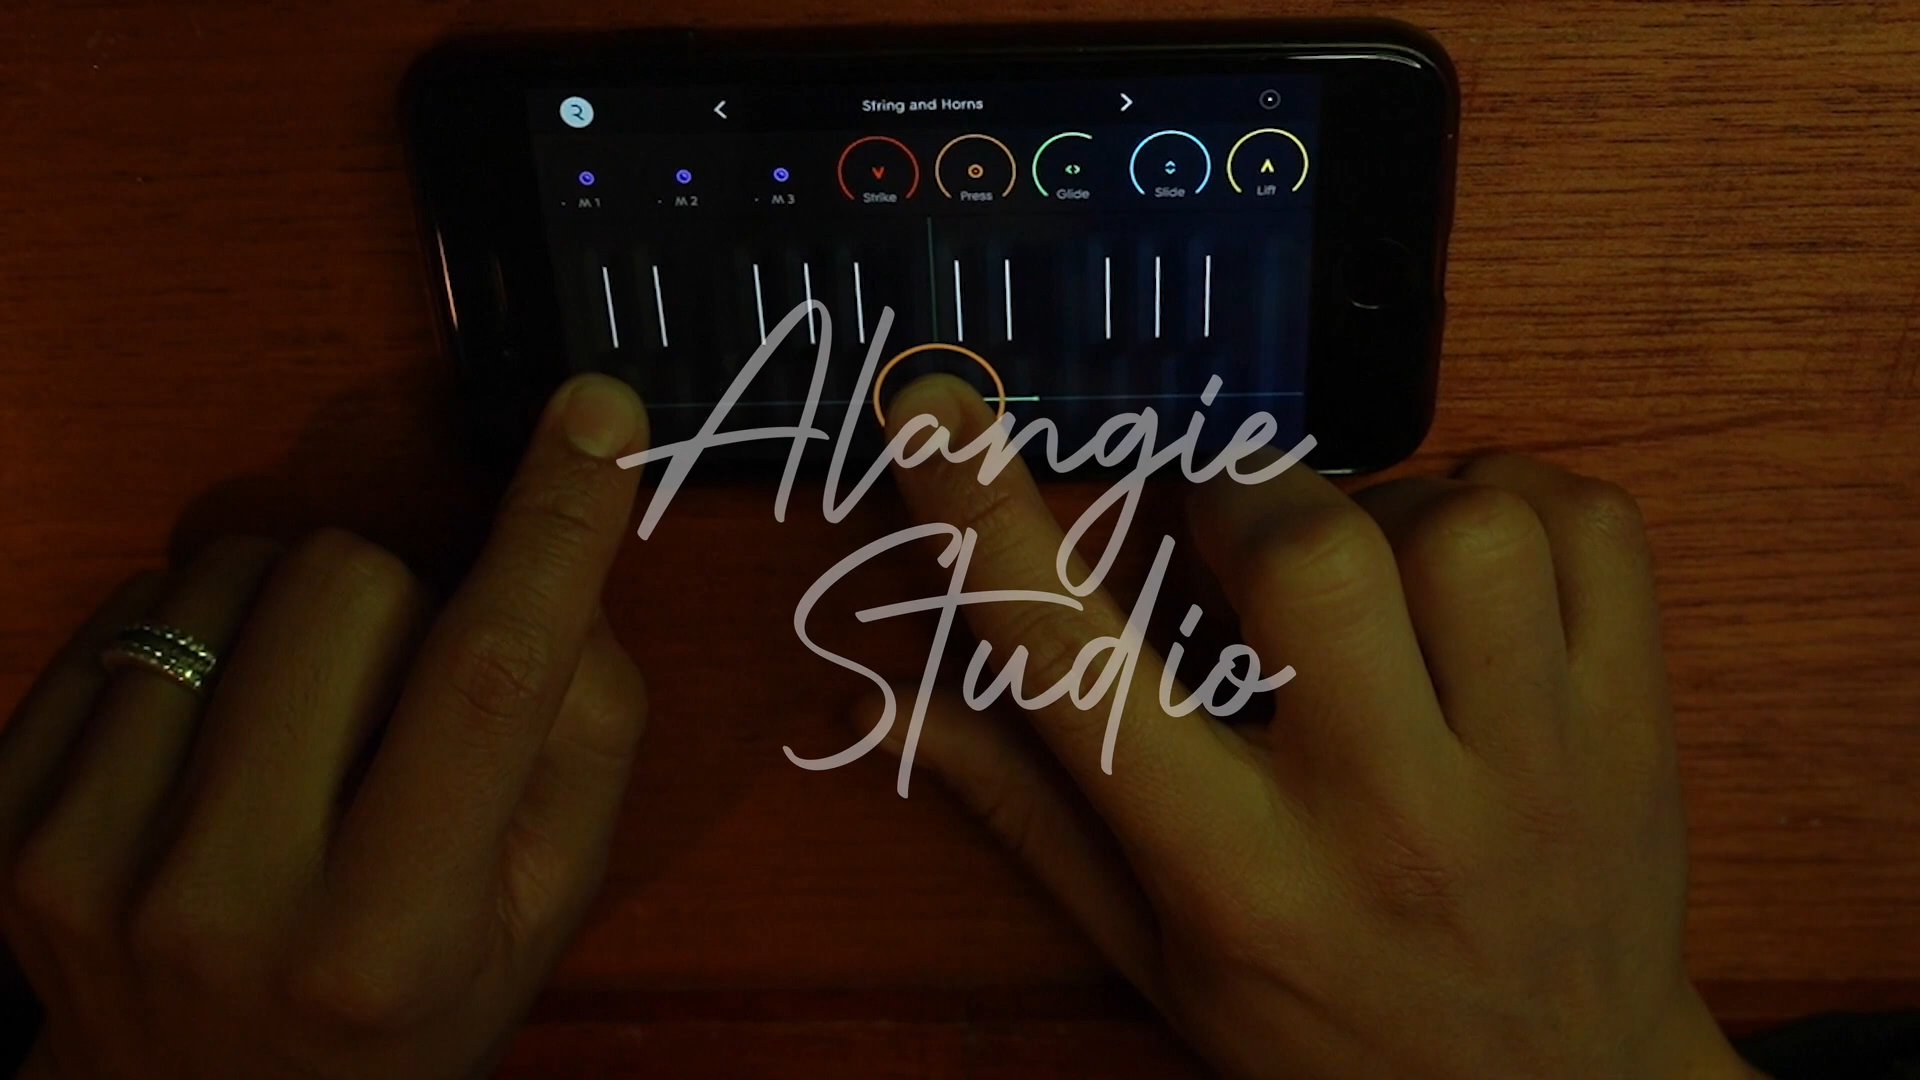 String and Horns
M 1
M 2
M 3
Strike
Press
Glide
Slide
Lift
Alangie
Studio